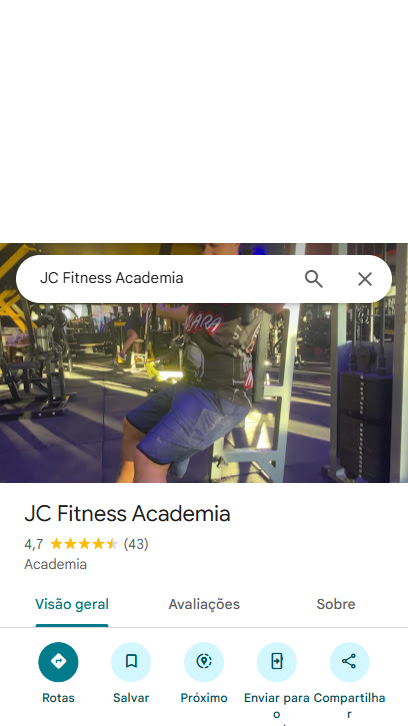 JC Fitness Academia
NARA
JC Fitness Academia
4,7 (43)
Academia
Visão geral Avaliações Sobre
Rotas Salvar Próximo Enviar para o Compartilhar